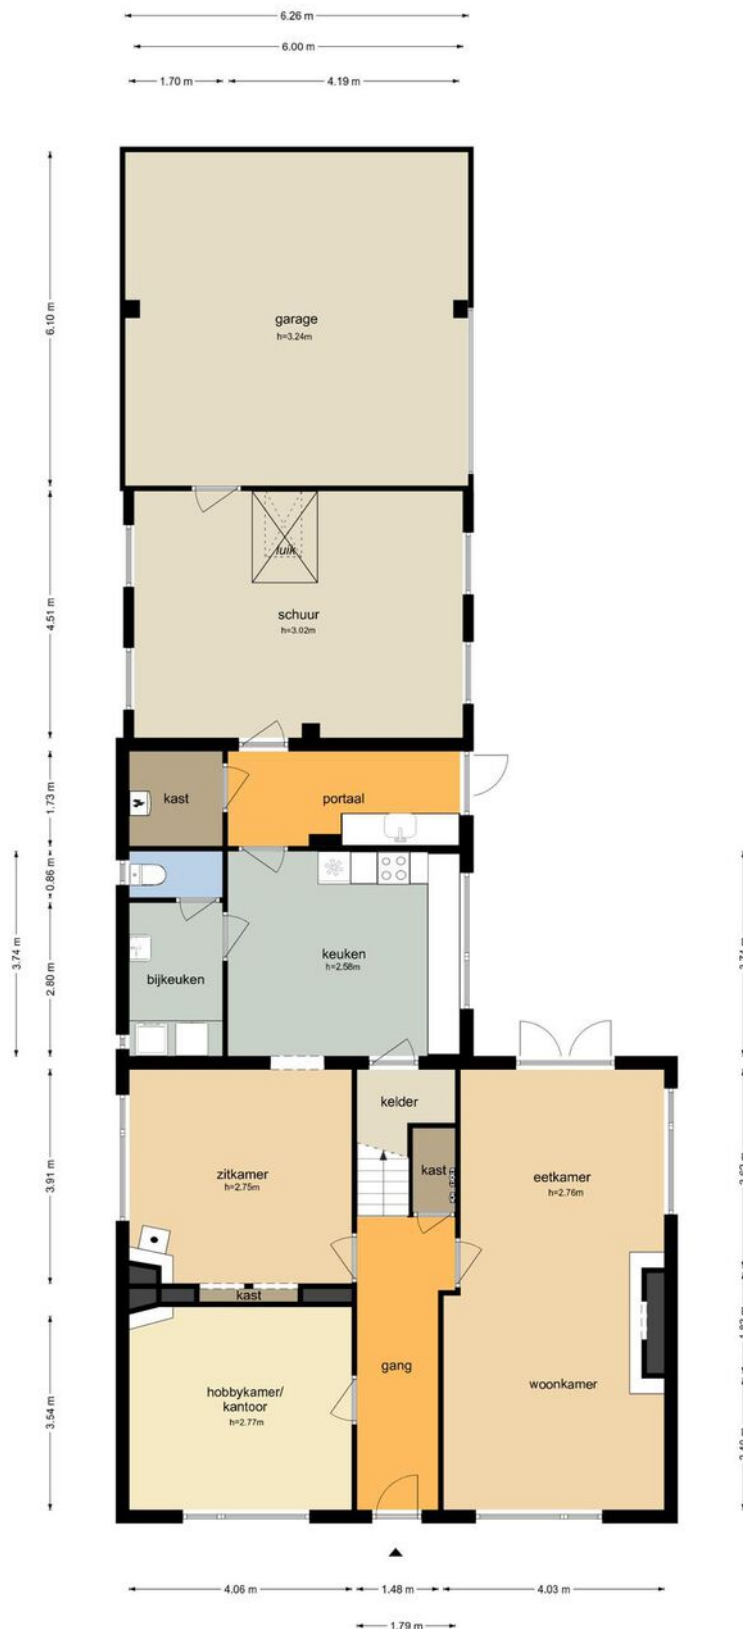 6.26 m
6.00 m
1.70 m
4.19 m
6.10 m
garage
h=3.24m
luik
4.51 m
schuur
h=3.02m
1.73 m
kast
portaal
0.86 m
3.74 m
keuken
h=2.58m
2.80 m
bijkeuken
kelder
3.91 m
zitkamer
h=2.75m
kast
eetkamer
h=2.76m
kast
gang
woonkamer
3.54 m
hobbykamer/
kantoor
h=2.77m
4.06 m
1.48 m
4.03 m
1.79 m